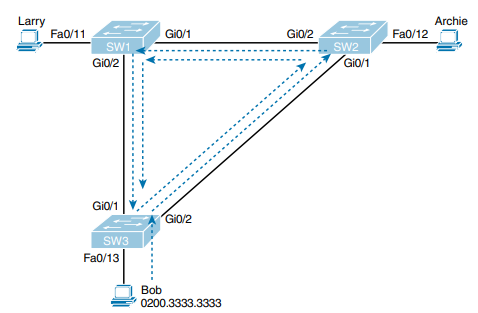 Larry
Fa0/11
Gi0/1
Gi0/2
Fa0/12
Archie
SW1
SW2
Gi0/2
Gi0/1
Gi0/1
Gi0/2
SW3
Fa0/13
Bob
0200.3333.3333